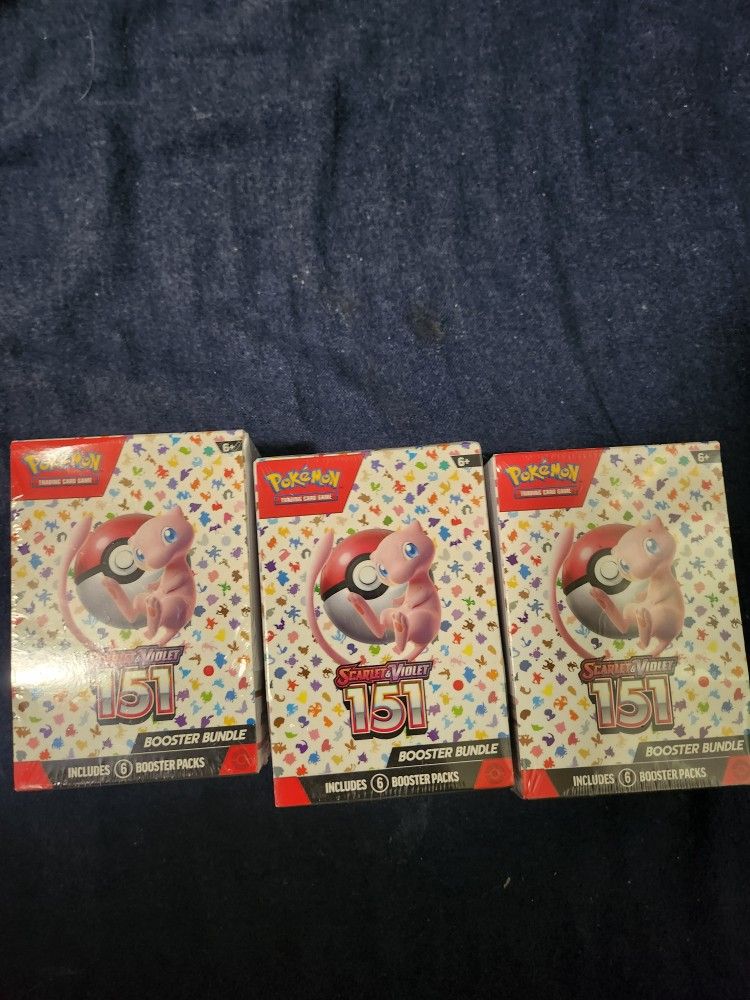 Pokémon
TRADING CARD GAME
6+
SCARLET & VIOLET
151
BOOSTER BUNDLE
INCLUDES 6 BOOSTER PACKS
Pokémon
TRADING CARD GAME
6+
SCARLET & VIOLET
151
BOOSTER BUNDLE
INCLUDES 6 BOOSTER PACKS
Pokémon
TRADING CARD GAME
6+
SCARLET & VIOLET
151
BOOSTER BUNDLE
INCLUDES 6 BOOSTER PACKS